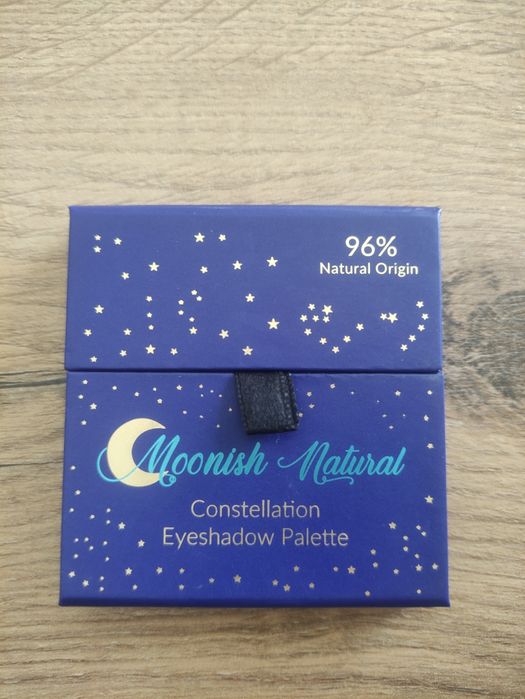 96%
Natural Origin
Moonish Natural
Constellation
Eyeshadow Palette